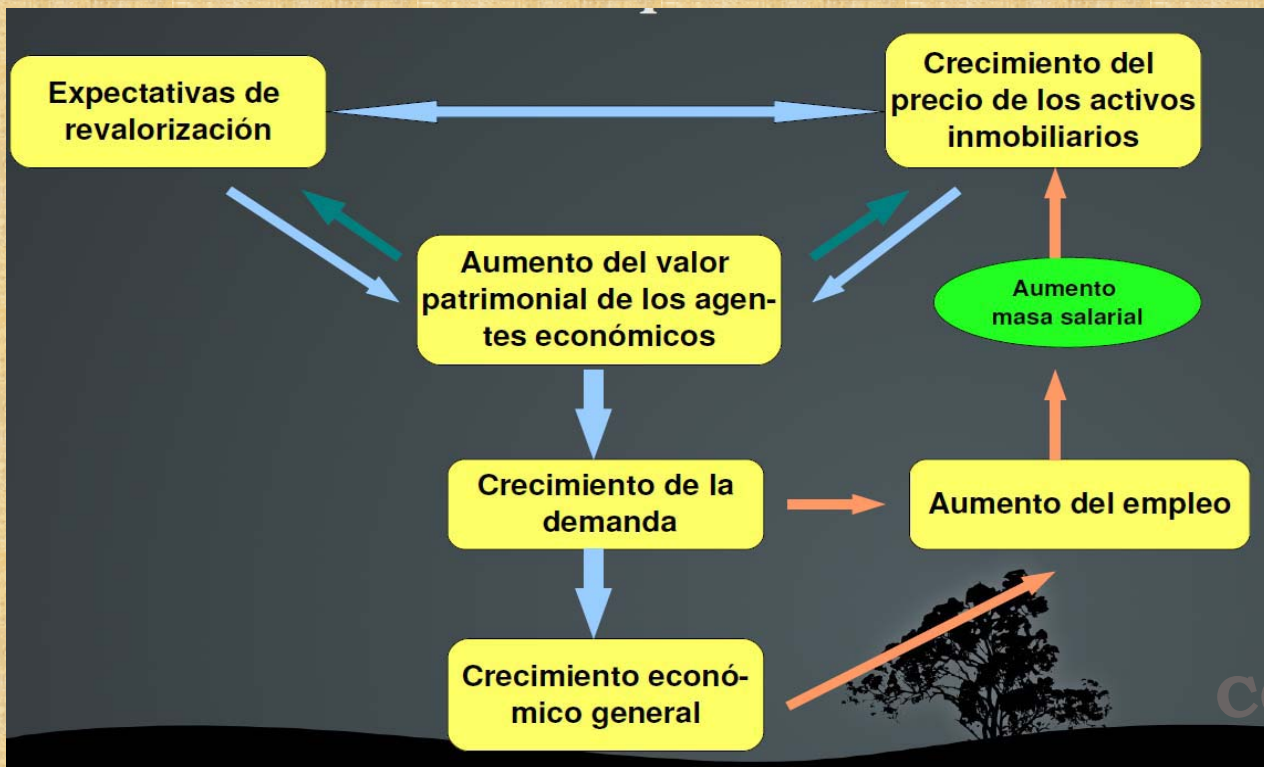 Expectativas de
revalorización
Crecimiento del
precio de los activos
inmobiliarios
Aumento del valor
patrimonial de los agen-
tes económicos
Aumento
masa salarial
Crecimiento de la
demanda
Aumento del empleo
Crecimiento econó-
mico general